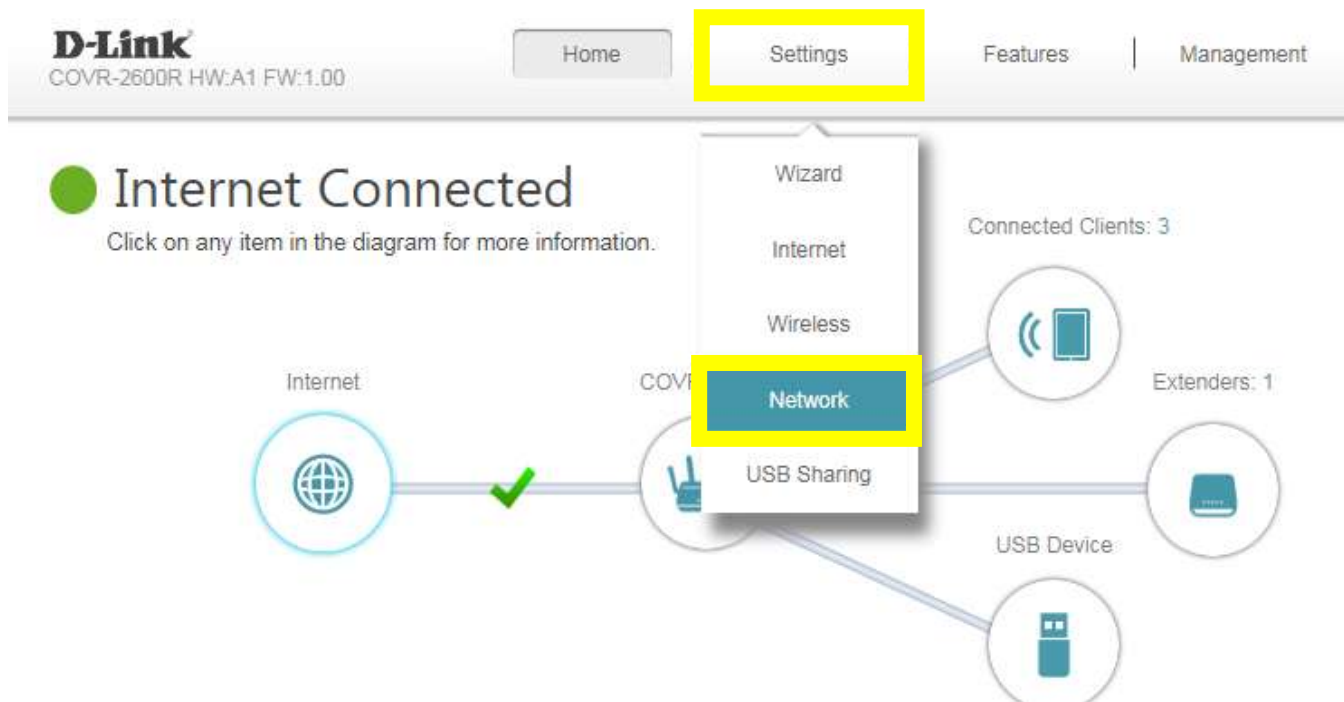 D-Link
COVR-2600R HW:A1 FW:1.00
Home
Settings
Features
Management
Internet Connected
Click on any item in the diagram for more information.
Wizard
Internet
Wireless
Network
USB Sharing
Connected Clients: 3
Internet
Extenders: 1
USB Device